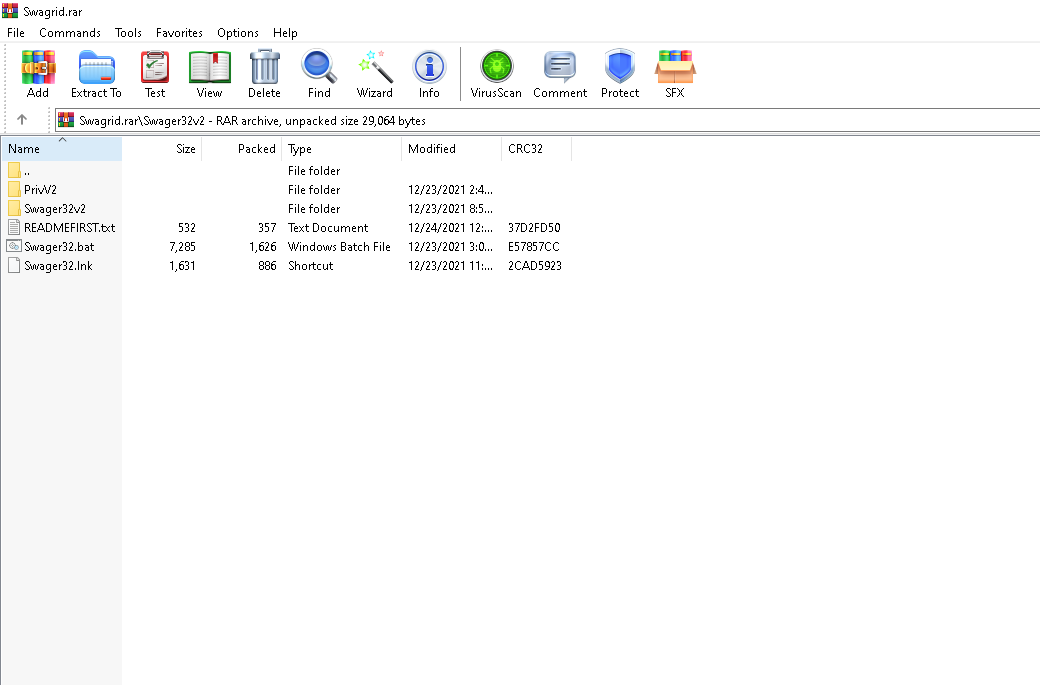 Swagrid.rar
File Commands Tools Favorites Options Help
Add Extract To Test View Delete Find Wizard Info VirusScan Comment Protect SFX
Swagrid.rar\Swager32v2 - RAR archive, unpacked size 29,064 bytes
Name Size Packed Type Modified CRC32
.. File folder
PrivV2 File folder 12/23/2021 2:4...
Swager32v2 File folder 12/23/2021 8:5...
READMEFIRST.txt 532 357 Text Document 12/24/2021 12:... 37D2FD50
Swager32.bat 7,285 1,626 Windows Batch File 12/23/2021 3:0... E57857CC
Swager32.lnk 1,631 886 Shortcut 12/23/2021 11:... 2CAD5923